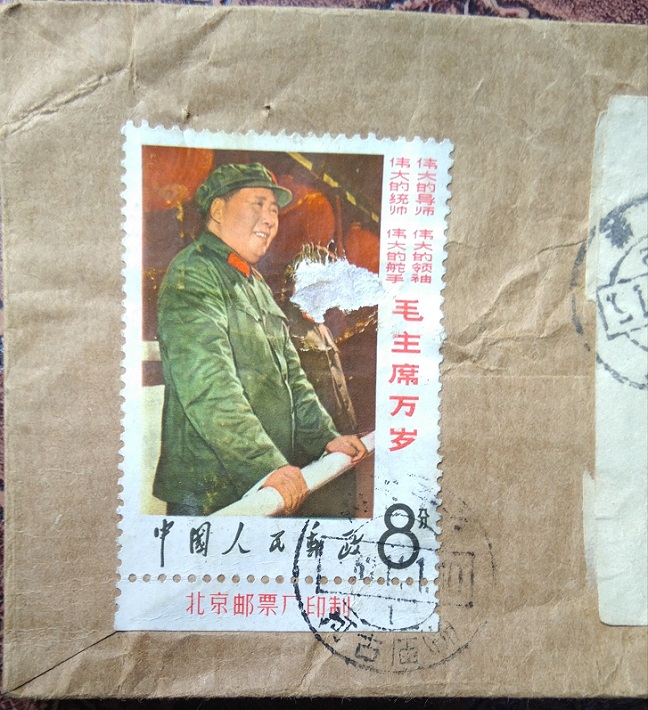 伟大的导师
伟大的领袖
伟大的统帅
伟大的舵手
毛主席万岁
中国人民邮政
8分
北京邮票厂印制
古庙